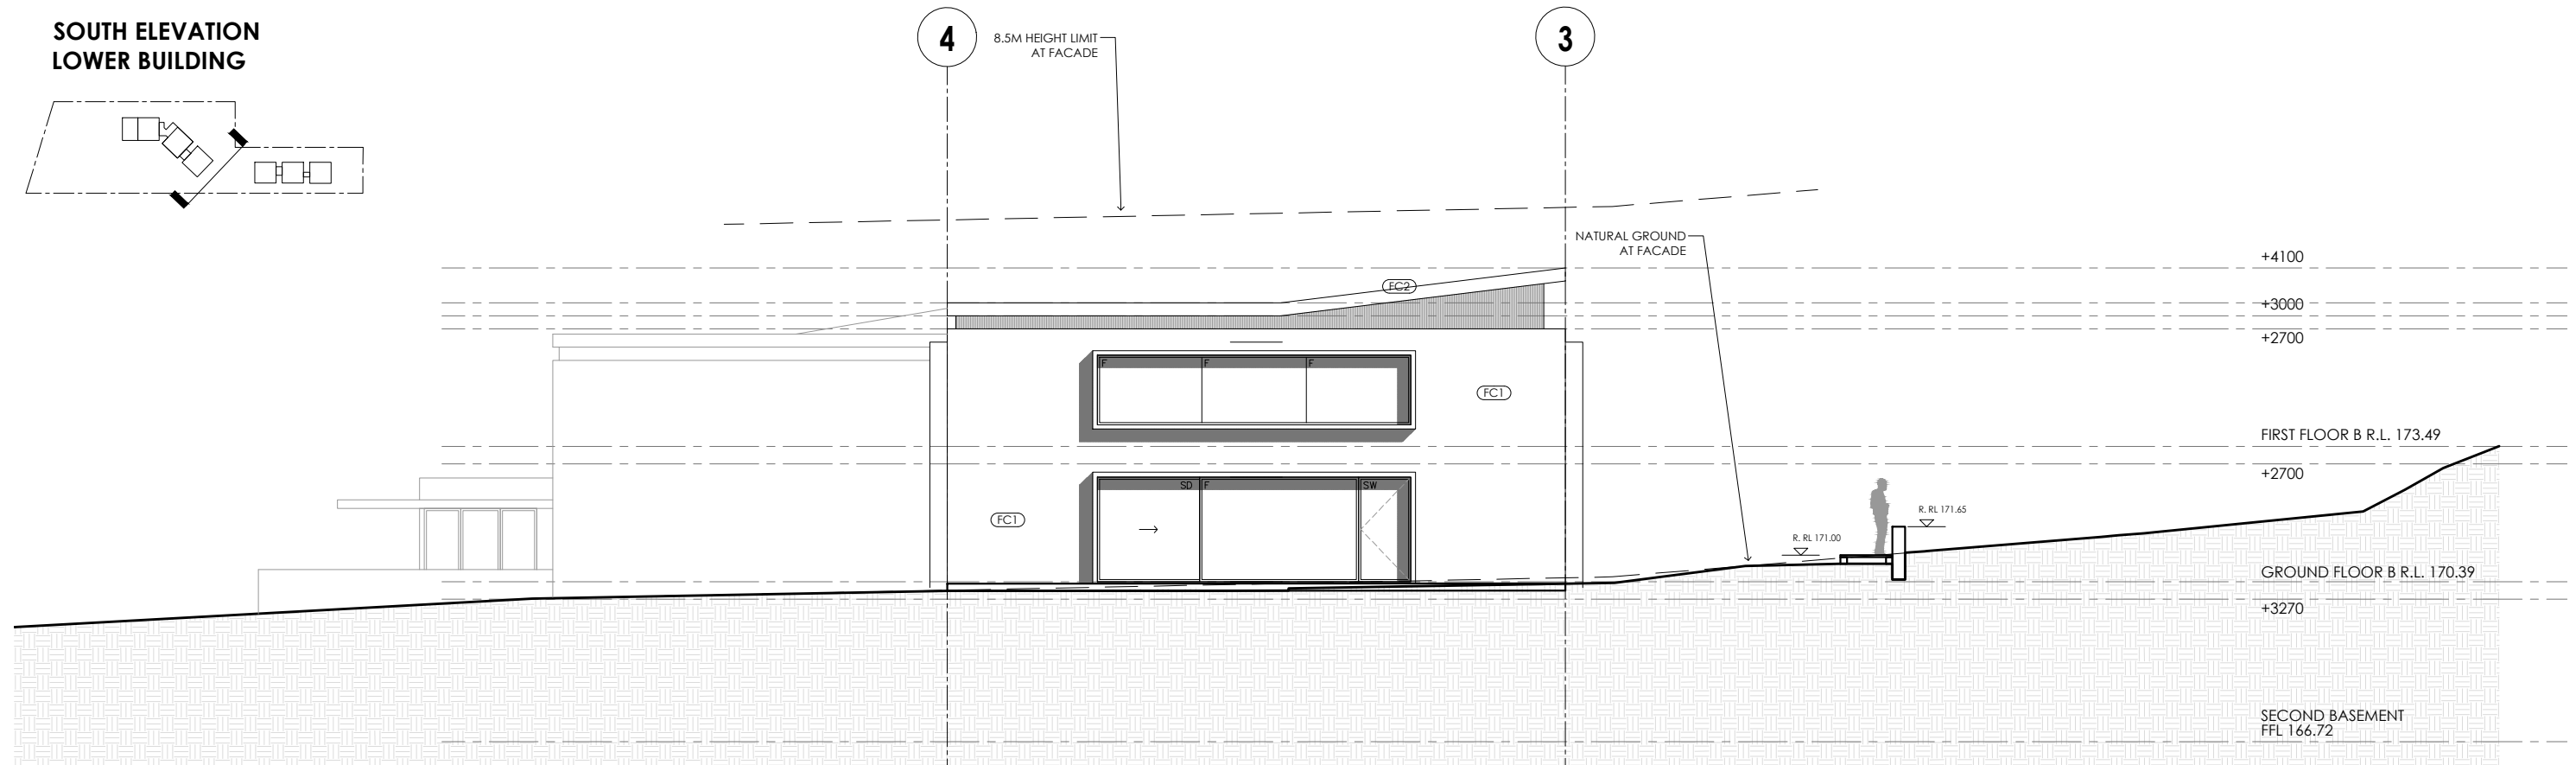 SOUTH ELEVATION
LOWER BUILDING
4
8.5M HEIGHT LIMIT
AT FACADE
3
NATURAL GROUND
AT FACADE
+4100
FC2
+3000
+2700
F
F
F
FC1
FIRST FLOOR B R.L. 173.49
+2700
SD
F
SW
FC1
R. RL 171.65
R. RL 171.00
GROUND FLOOR B R.L. 170.39
+3270
SECOND BASEMENT
FFL 166.72